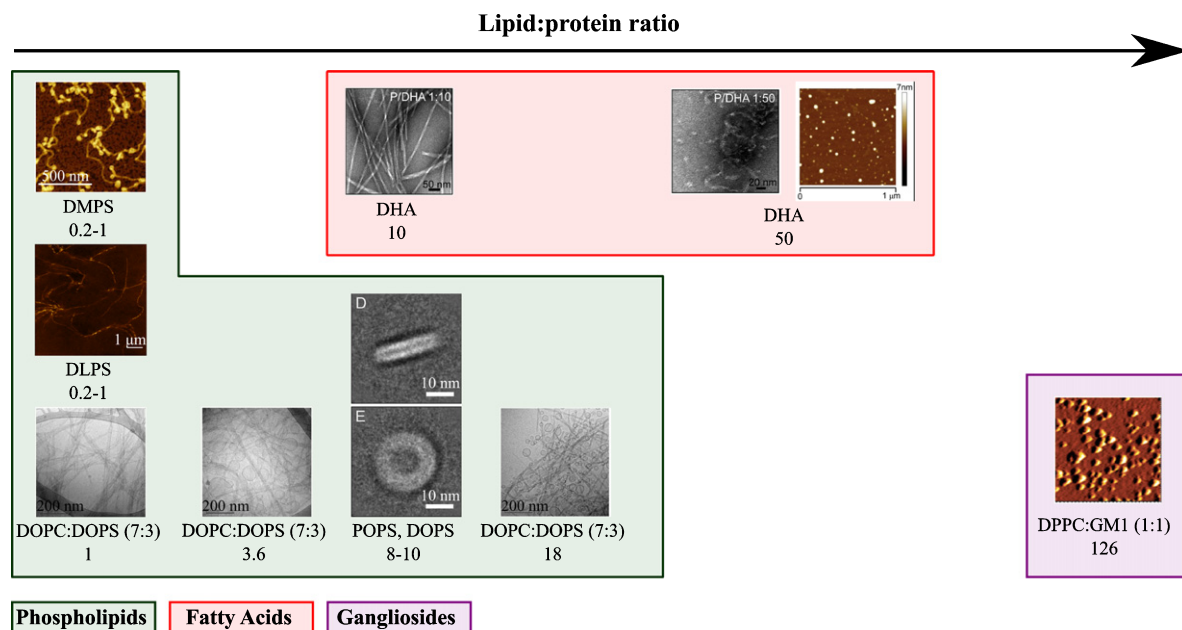 Lipid:protein ratio
500 nm
DMPS
0.2-1
1 μm
DLPS
0.2-1
200 nm
DOPC:DOPS (7:3)
1
200 nm
DOPC:DOPS (7:3)
3.6
D
10 nm
E
10 nm
POPS, DOPS
8-10
200 nm
DOPC:DOPS (7:3)
18
P/DHA 1:10
50 nm
DHA
10
P/DHA 1:50
20 nm
7nm
0 1 μm
DHA
50
DPPC:GM1 (1:1)
126
Phospholipids
Fatty Acids
Gangliosides